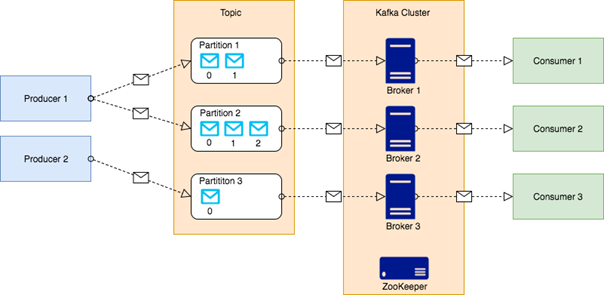 Topic
Kafka Cluster
Partition 1
0 1
Broker 1
Consumer 1
Producer 1
Partition 2
0 1 2
Broker 2
Consumer 2
Producer 2
Partititon 3
0
Broker 3
Consumer 3
ZooKeeper